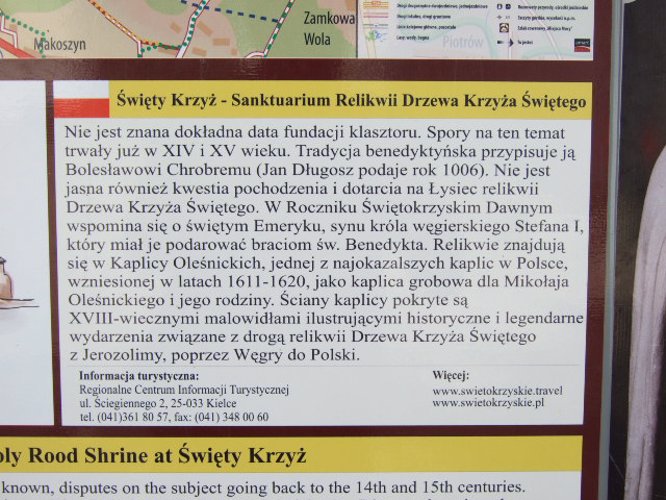 Makoszyn
Zamkowa
Wola
Piotrów
Święty Krzyż - Sanktuarium Relikwii Drzewa Krzyża Świętego
Nie jest znana dokładna data fundacji klasztoru. Spory na ten temat
trwały już w XIV i XV wieku. Tradycja benedyktyńska przypisuje ją
Bolesławowi Chrobremu (Jan Długosz podaje rok 1006). Nie jest
jasna również kwestia pochodzenia i dotarcia na Łysiec relikwii
Drzewa Krzyża Świętego. W Roczniku Świętokrzyskim Dawnym
wspomina się o świętym Emeryku, synu króla węgierskiego Stefana I,
który miał je podarować braciom św. Benedykta. Relikwie znajdują
się w Kaplicy Oleśnickich, jednej z najokazalszych kaplic w Polsce,
wzniesionej w latach 1611-1620, jako kaplica grobowa dla Mikołaja
Oleśnickiego i jego rodziny. Ściany kaplicy pokryte są
XVIII-wiecznymi malowidłami ilustrującymi historyczne i legendarne
wydarzenia związane z drogą relikwii Drzewa Krzyża Świętego
z Jerozolimy, poprzez Węgry do Polski.
Informacja turystyczna:
Regionalne Centrum Informacji Turystycznej
ul. Ściegiennego 2, 25-033 Kielce
tel. (041)361 80 57, fax: (041) 348 00 60
Więcej:
www.swietokrzyskie.travel
www.swietokrzyskie.pl
oly Rood Shrine at Święty Krzyż
known, disputes on the subject going back to the 14th and 15th centuries.